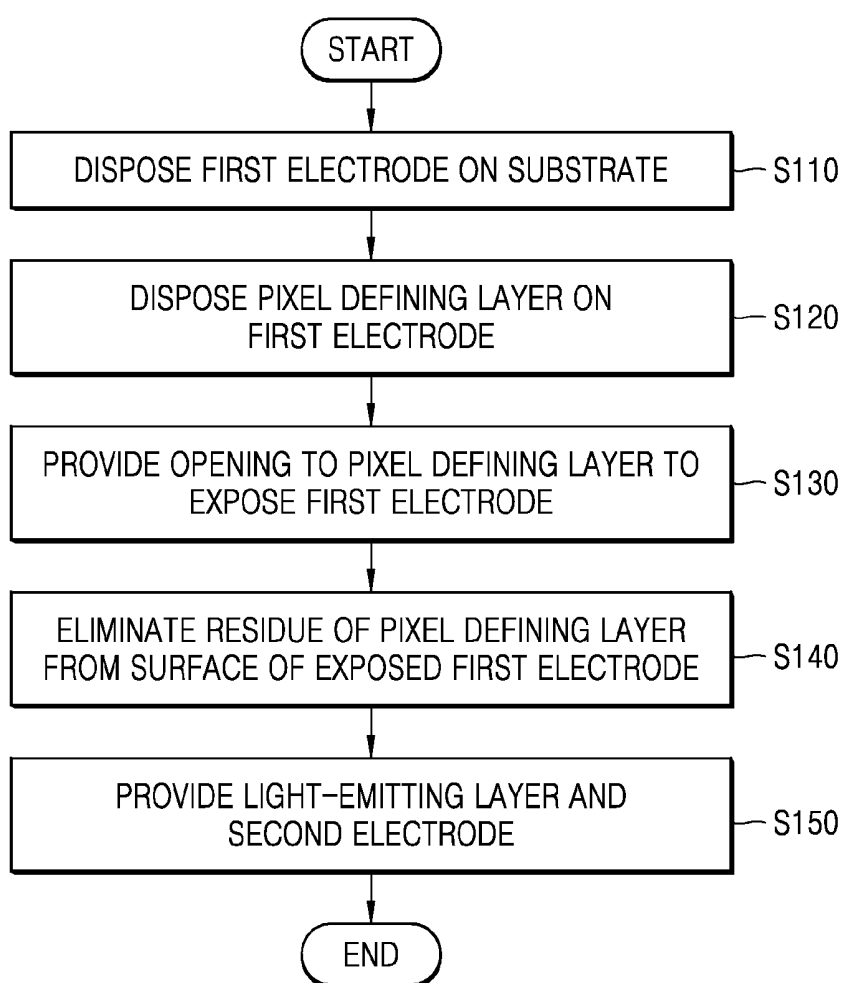 START
DISPOSE FIRST ELECTRODE ON SUBSTRATE
S110
DISPOSE PIXEL DEFINING LAYER ON
FIRST ELECTRODE
S120
PROVIDE OPENING TO PIXEL DEFINING LAYER TO
EXPOSE FIRST ELECTRODE
S130
ELIMINATE RESIDUE OF PIXEL DEFINING LAYER
FROM SURFACE OF EXPOSED FIRST ELECTRODE
S140
PROVIDE LIGHT-EMITTING LAYER AND
SECOND ELECTRODE
S150
END